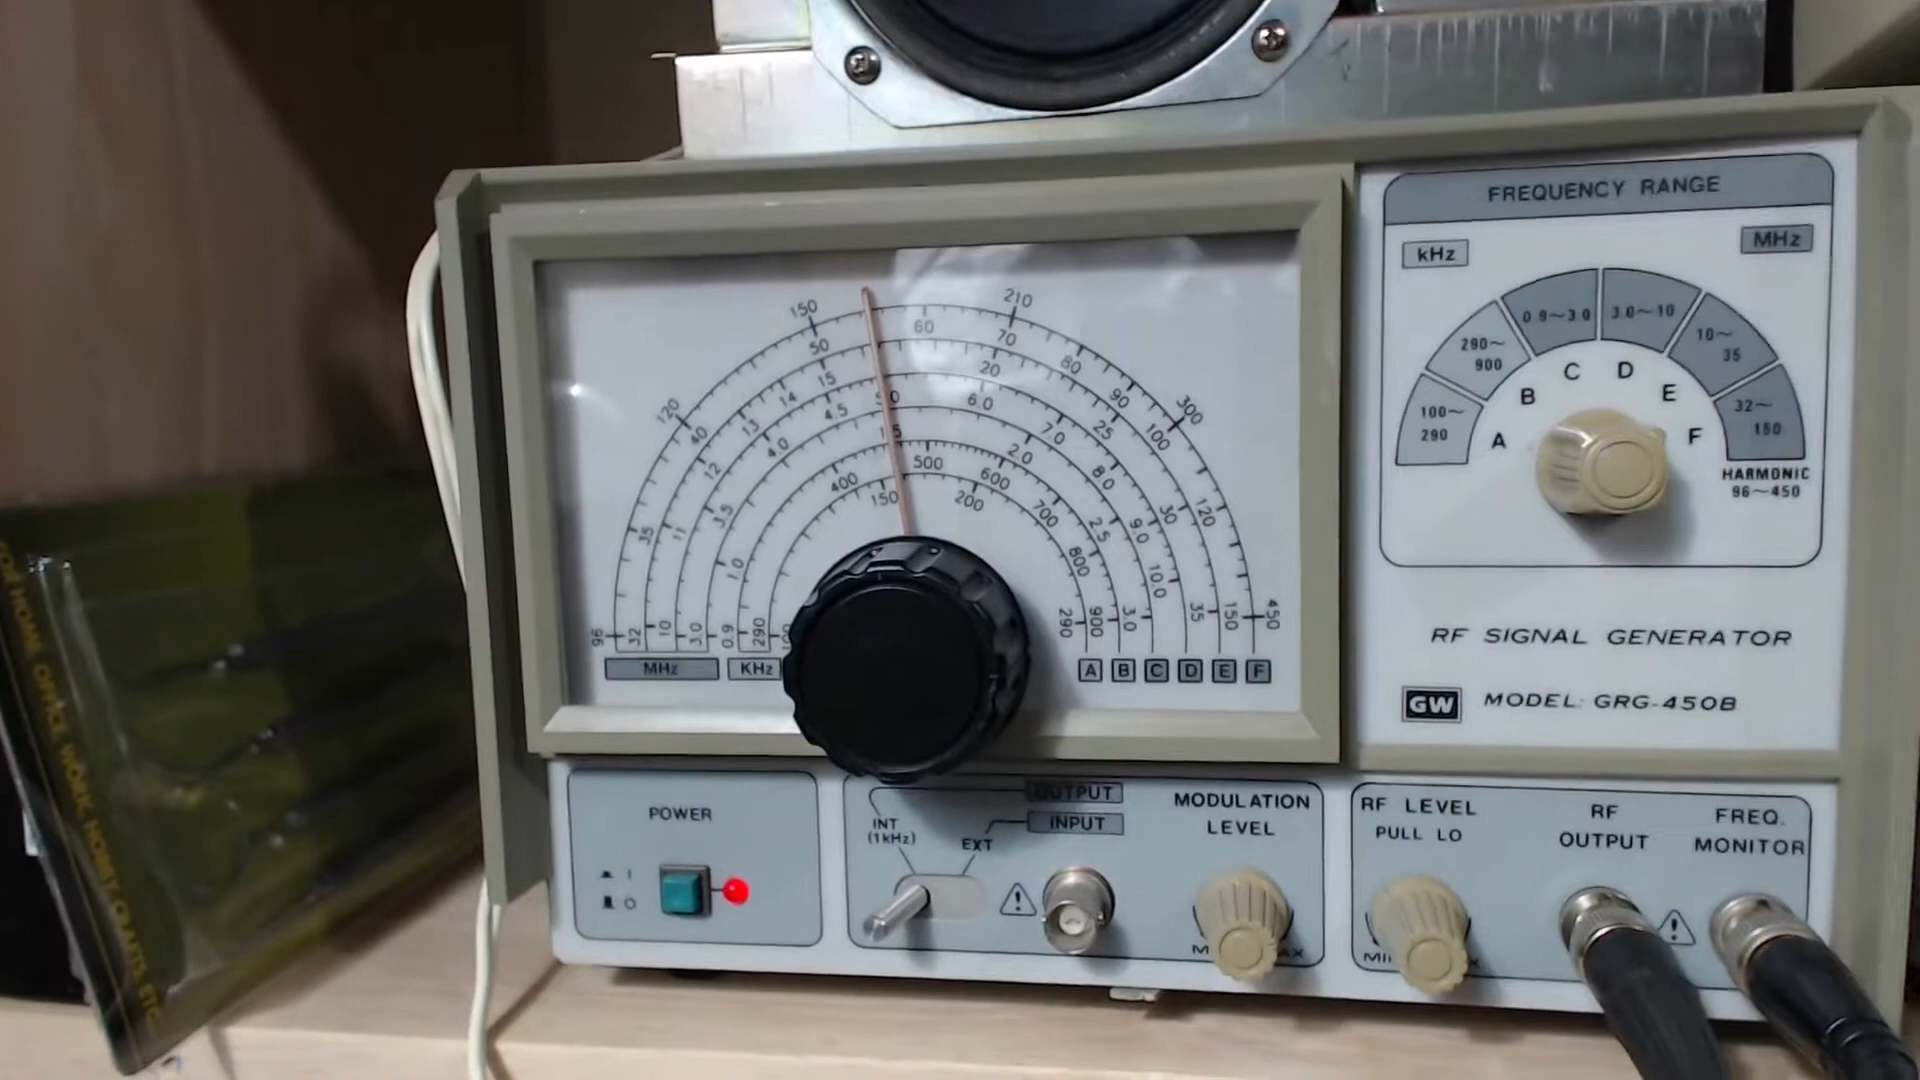 FREQUENCY RANGE
kHz
MHz
100~
290
290~
900
0.9~3.0
3.0~10
10~
35
32~
150
A
B
C
D
E
F
HARMONIC
96~450
RF SIGNAL GENERATOR
GW MODEL: GRG-450B
96 120 150 210 300 450
32 35 40 50 60 70 80 90 100 120 150
10 11 12 13 14 15 20 25 30 35
3.0 3.5 4.0 4.5 5.0 6.0 7.0 8.0 9.0 10.0
0.9 1.0 1.5 2.0 2.5 3.0
290 400 500 600 700 800 900
150 200 290
MHz
KHz
A B C D E F
POWER
I
O
OUTPUT
INPUT
INT
(1kHz)
EXT
MODULATION
LEVEL
RF LEVEL
PULL LO
RF
OUTPUT
FREQ.
MONITOR
HOME, OFFICE, WORK, HOBBY, CRAFTS, ETC